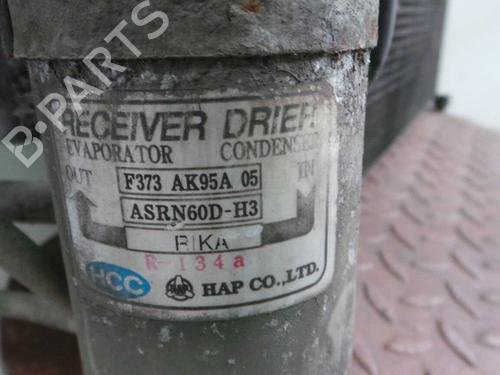 B-PARTS
RECEIVER DRIER
EVAPORATOR CONDENSER
OUT IN
F373 AK95A 05
ASRN60D-H3
RIKA
R-134a
HCC HAP CO.,LTD.